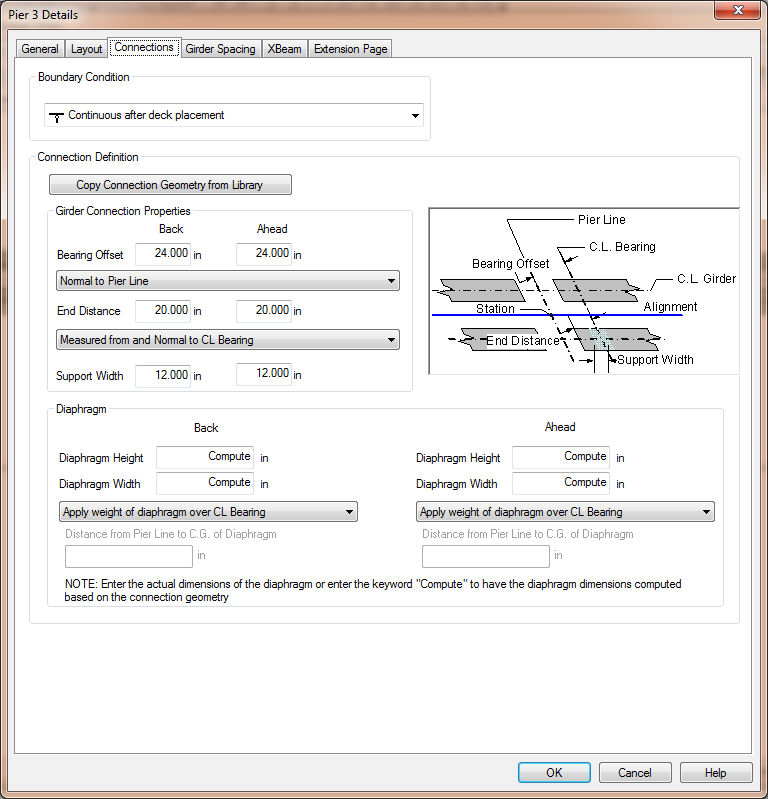 Pier 3 Details
General Layout Connections Girder Spacing XBeam Extension Page
Boundary Condition
Continuous after deck placement
Connection Definition
Copy Connection Geometry from Library
Girder Connection Properties
Back Ahead
Bearing Offset 24.000 in 24.000 in
Normal to Pier Line
End Distance 20.000 in 20.000 in
Measured from and Normal to CL Bearing
Support Width 12.000 in 12.000 in
Pier Line
C.L. Bearing
Bearing Offset
C.L. Girder
Station
Alignment
End Distance
Support Width
Diaphragm
Back Ahead
Diaphragm Height Compute in Diaphragm Height Compute in
Diaphragm Width Compute in Diaphragm Width Compute in
Apply weight of diaphragm over CL Bearing Apply weight of diaphragm over CL Bearing
Distance from Pier Line to C.G. of Diaphragm Distance from Pier Line to C.G. of Diaphragm
in in
NOTE: Enter the actual dimensions of the diaphragm or enter the keyword "Compute" to have the diaphragm dimensions computed
based on the connection geometry
OK Cancel Help